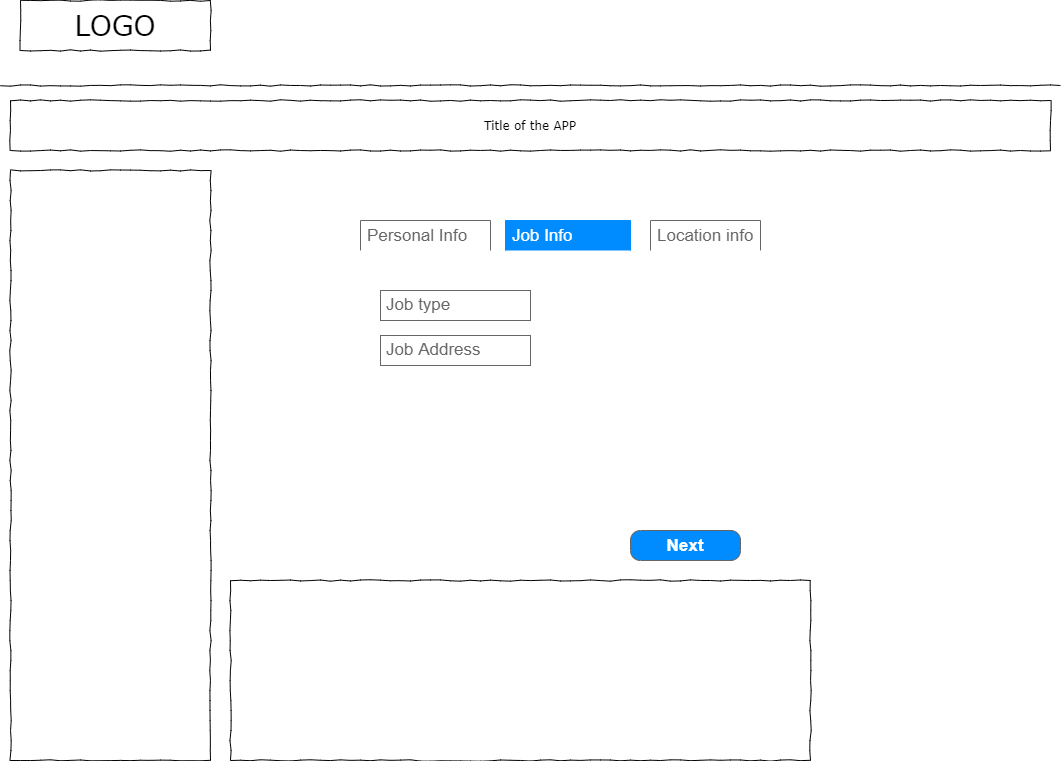 LOGO
Title of the APP
Personal Info
Job Info
Location info
Job type
Job Address
Next